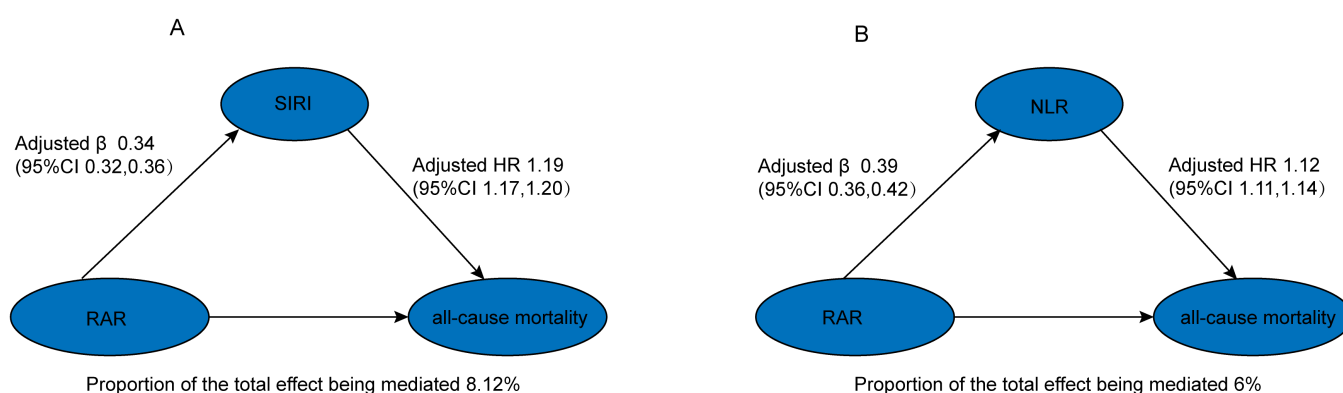 A
SIRI
Adjusted β 0.34
(95%CI 0.32,0.36）
Adjusted HR 1.19
(95%CI 1.17,1.20）
RAR
all-cause mortality
Proportion of the total effect being mediated 8.12%
B
NLR
Adjusted β 0.39
(95%CI 0.36,0.42）
Adjusted HR 1.12
(95%CI 1.11,1.14）
RAR
all-cause mortality
Proportion of the total effect being mediated 6%